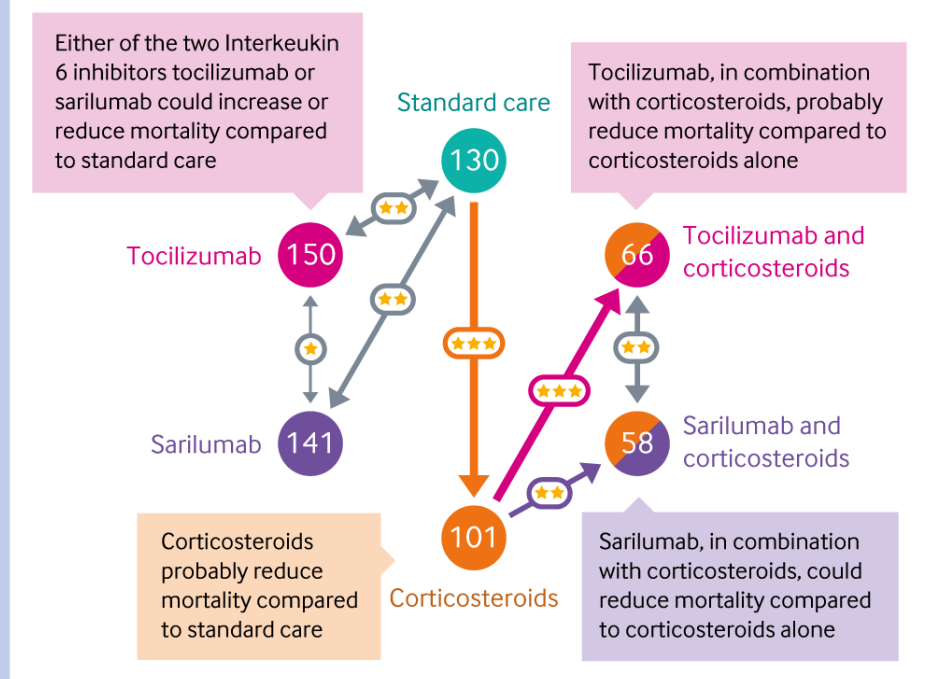 Either of the two Interkeukin
6 inhibitors tocilizumab or
sarilumab could increase or
reduce mortality compared
to standard care
Standard care
130
Tocilizumab, in combination
with corticosteroids, probably
reduce mortality compared to
corticosteroids alone
Tocilizumab
150
66
Tocilizumab and
corticosteroids
Sarilumab
141
58
Sarilumab and
corticosteroids
Corticosteroids
probably reduce
mortality compared
to standard care
101
Corticosteroids
Sarilumab, in combination
with corticosteroids, could
reduce mortality compared
to corticosteroids alone